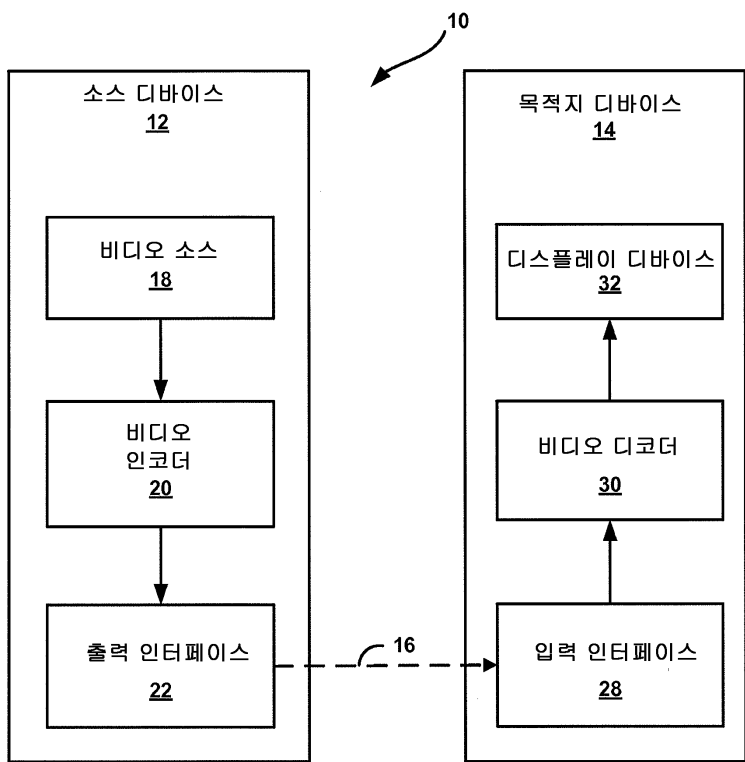 10
소스 디바이스
12
비디오 소스
18
비디오
인코더
20
출력 인터페이스
22
16
목적지 디바이스
14
디스플레이 디바이스
32
비디오 디코더
30
입력 인터페이스
28